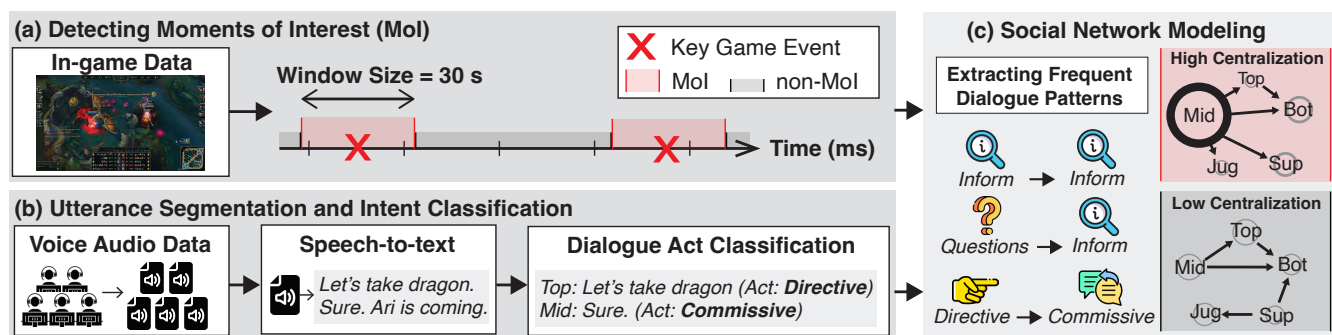 (a) Detecting Moments of Interest (MoI)
In-game Data
Window Size = 30 s
Key Game Event
MoI
non-MoI
Time (ms)
(b) Utterance Segmentation and Intent Classification
Voice Audio Data
Speech-to-text
Let's take dragon.
Sure. Ari is coming.
Dialogue Act Classification
Top: Let's take dragon (Act: Directive)
Mid: Sure. (Act: Commissive)
(c) Social Network Modeling
Extracting Frequent
Dialogue Patterns
Inform
Inform
Questions
Inform
Directive
Commissive
High Centralization
Top
Mid
Bot
Jug
Sup
Low Centralization
Top
Mid
Bot
Jug
Sup